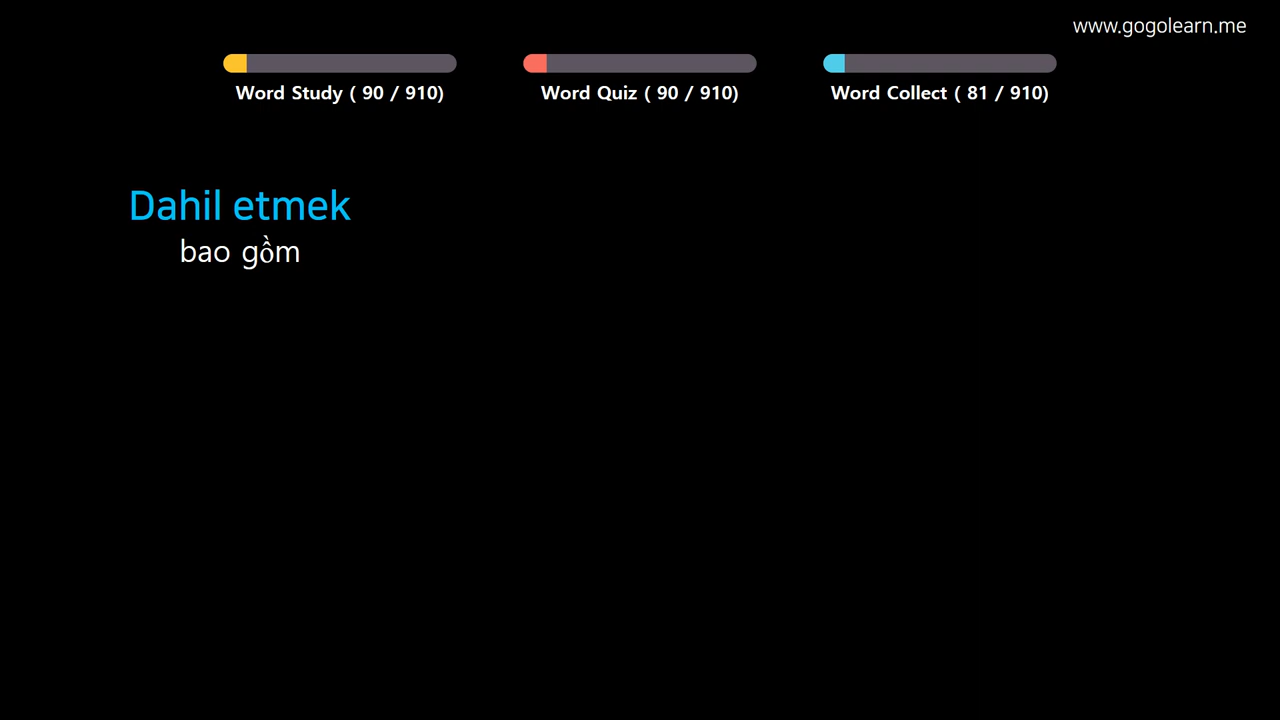 www.gogolearn.me
Word Study ( 90 / 910)
Word Quiz ( 90 / 910)
Word Collect ( 81 / 910)
Dahil etmek
bao gồm